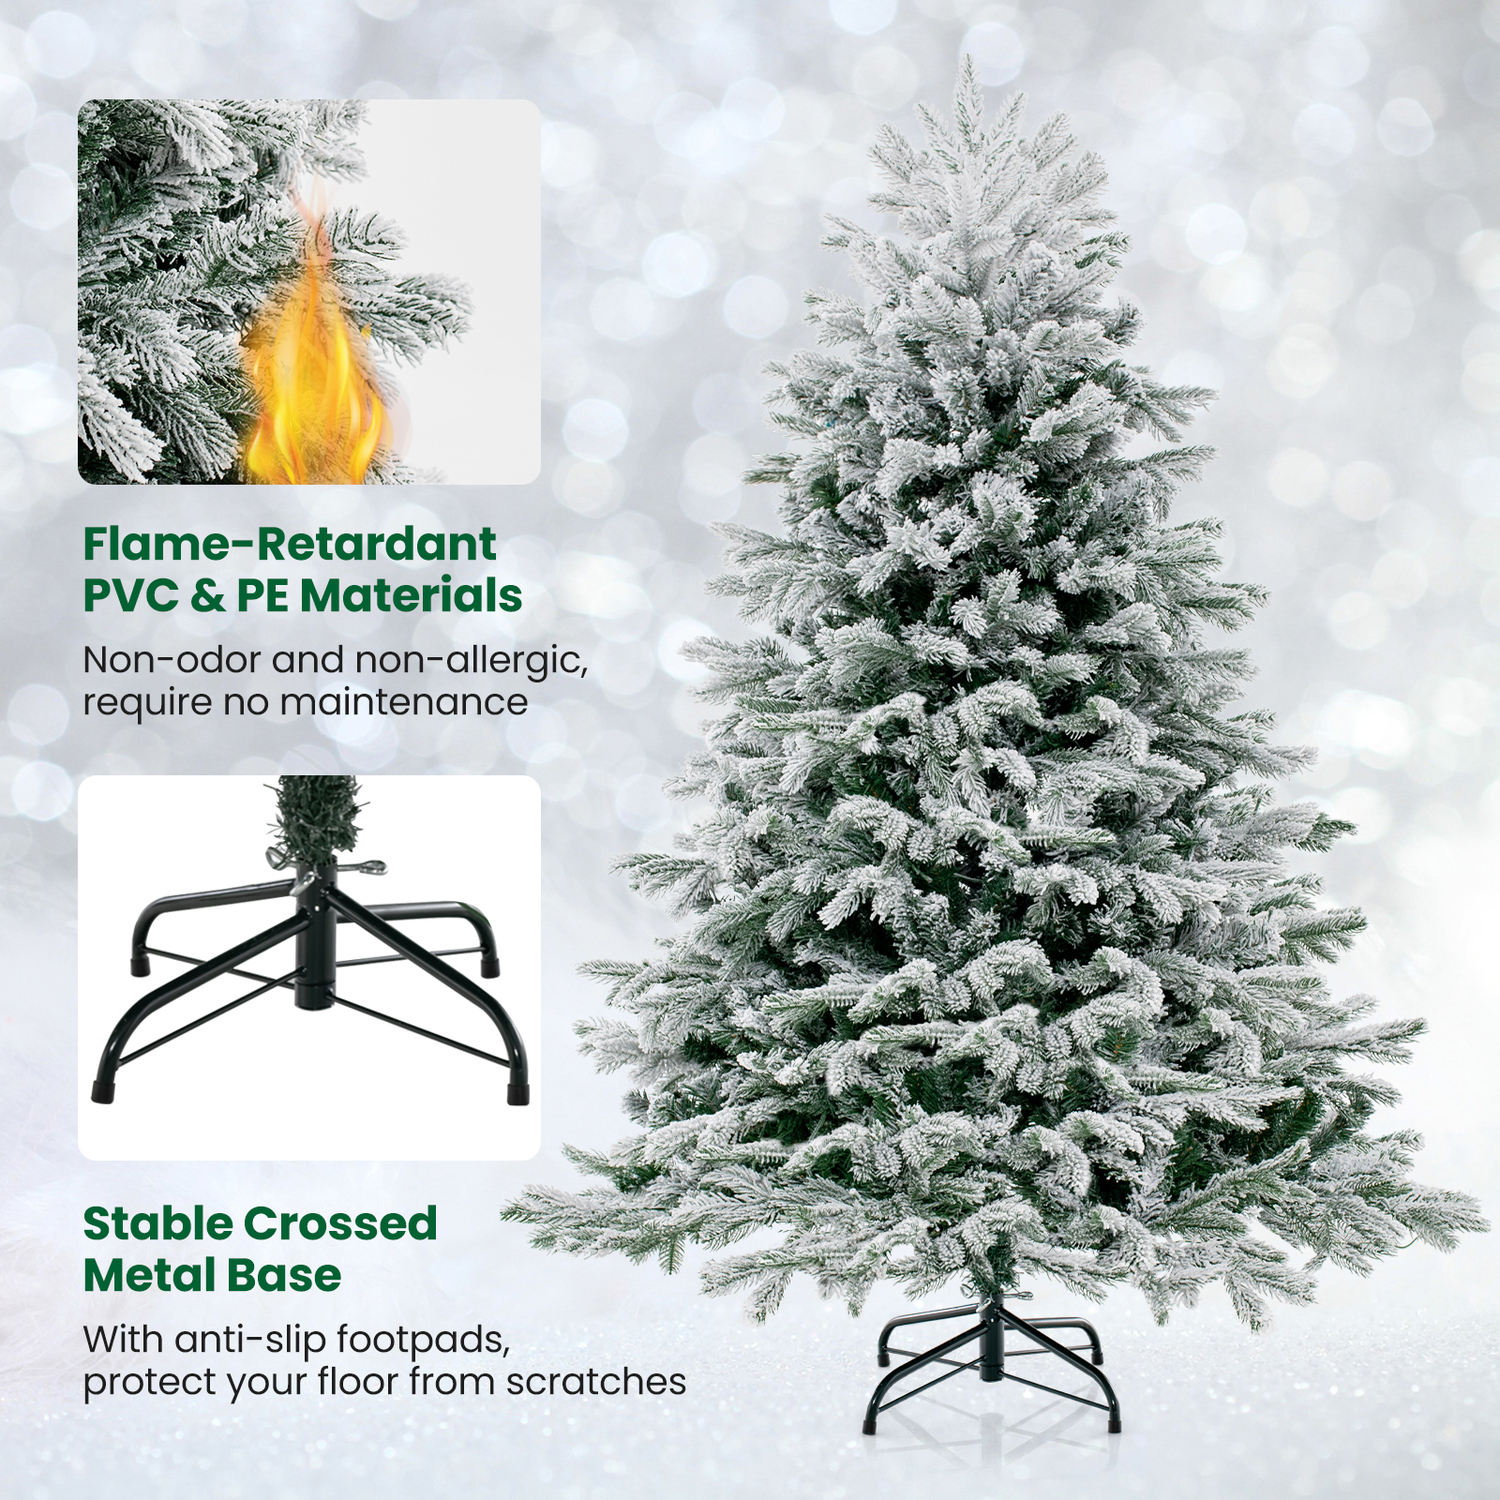 Flame-Retardant
PVC & PE Materials
Non-odor and non-allergic,
require no maintenance
Stable Crossed
Metal Base
With anti-slip footpads,
protect your floor from scratches